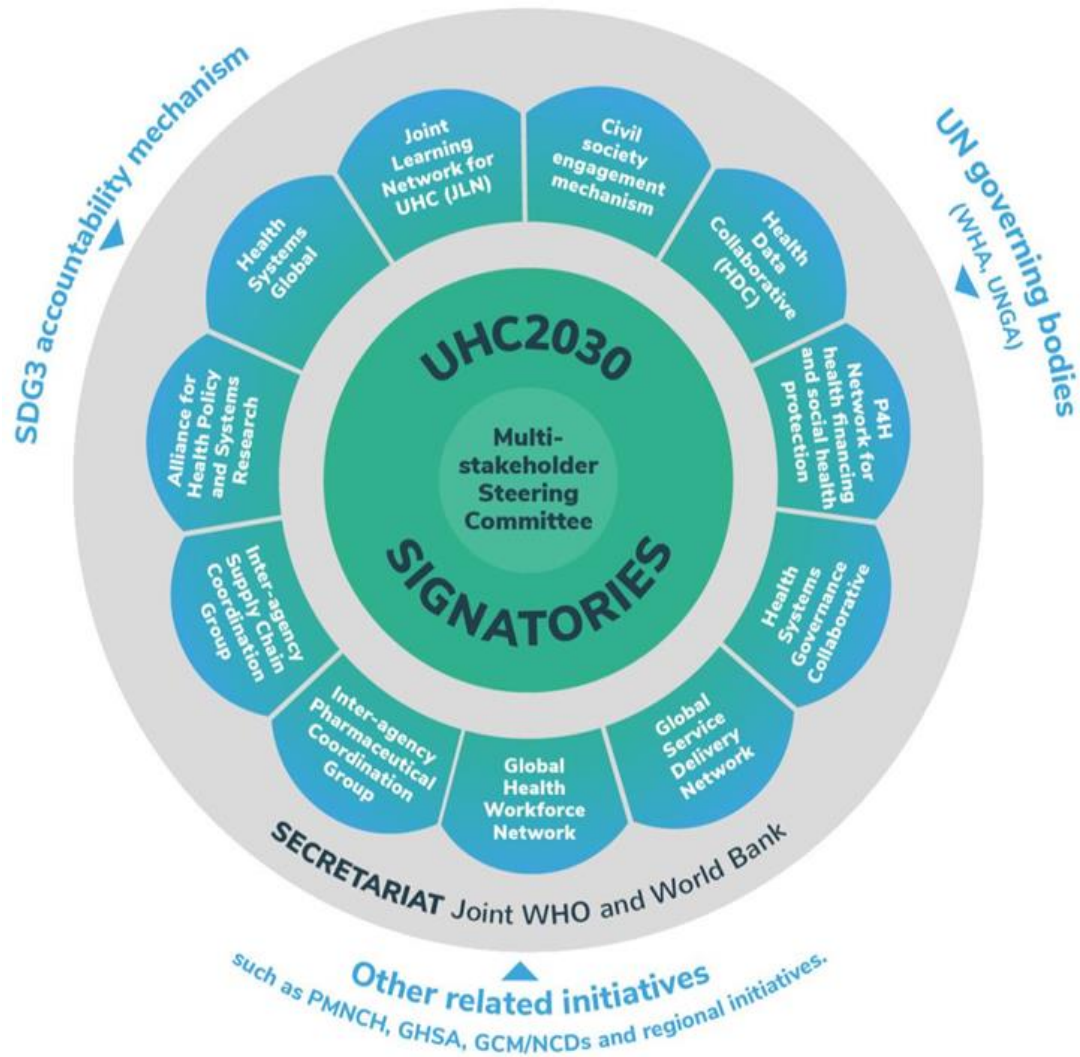 SDG3 accountability mechanism
UN governing bodies
(WHA, UNGA)
Joint
Learning
Network for
UHC (JLN)
Civil
society
engagement
mechanism
Health
Data
Collaborative
(HDC)
P4H
Network for
health financing
and social health
protection
Health
Systems
Governance
Collaborative
Global
Service
Delivery
Network
Global
Health
Workforce
Network
Inter-agency
Pharmaceutical
Coordination
Group
Inter-agency
Supply Chain
Coordination
Group
Alliance for
Health Policy
and Systems
Research
Health
Systems
Global
UHC2030
Multi-
stakeholder
Steering
Committee
SIGNATORIES
SECRETARIAT Joint WHO and World Bank
Other related initiatives
such as PMNCH, GHSA, GCM/NCDs and regional initiatives.